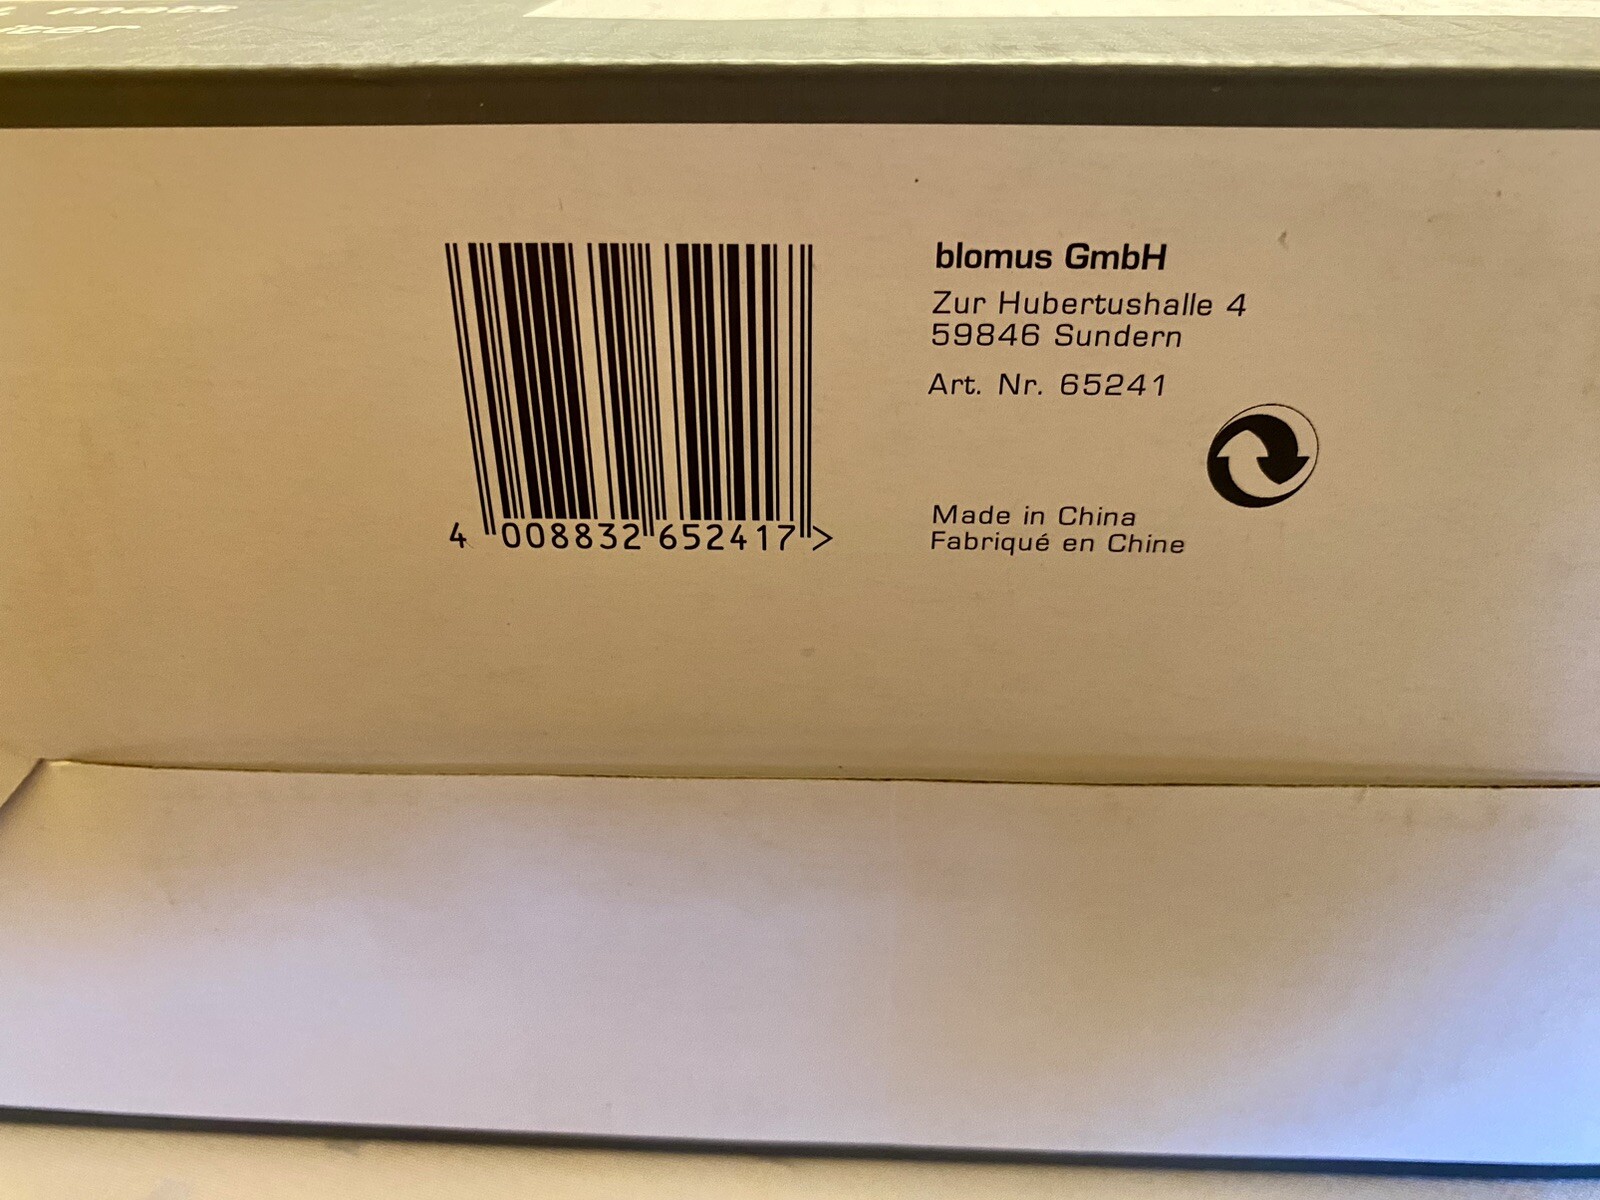 matt
blomus GmbH
Zur Hubertushalle 4
59846 Sundern
Art. Nr. 65241
Made in China
Fabriqué en Chine
4 008832 652417 >